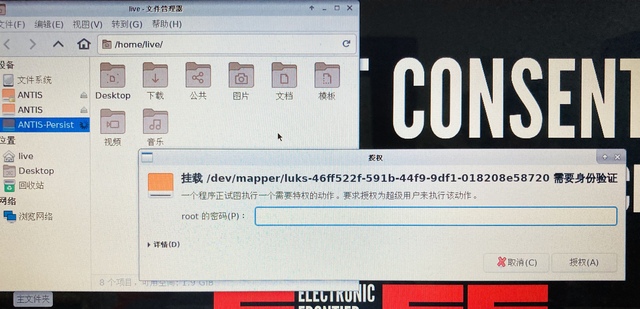 live - 文件管理器
文件(F) 编辑(E) 视图(V) 转到(G) 帮助(H)
/home/live/
设备
文件系统
ANTIS
ANTIS
ANTIS-Persist
位置
live
Desktop
回收站
网络
浏览网络
Desktop 下载 公共 图片 文档 模板
视频 音乐
CONSENT
授权
挂载 /dev/mapper/luks-46ff522f-591b-44f9-9df1-018208e58720 需要身份验证
一个程序正试图执行一个需要特权的动作。要求授权为超级用户来执行该动作。
root 的密码(P)：
详情(D)
取消(C) 授权(A)
8 个项目，可用空间: 1.9 GiB
主文件夹
ELECTRONIC
FRONTIER